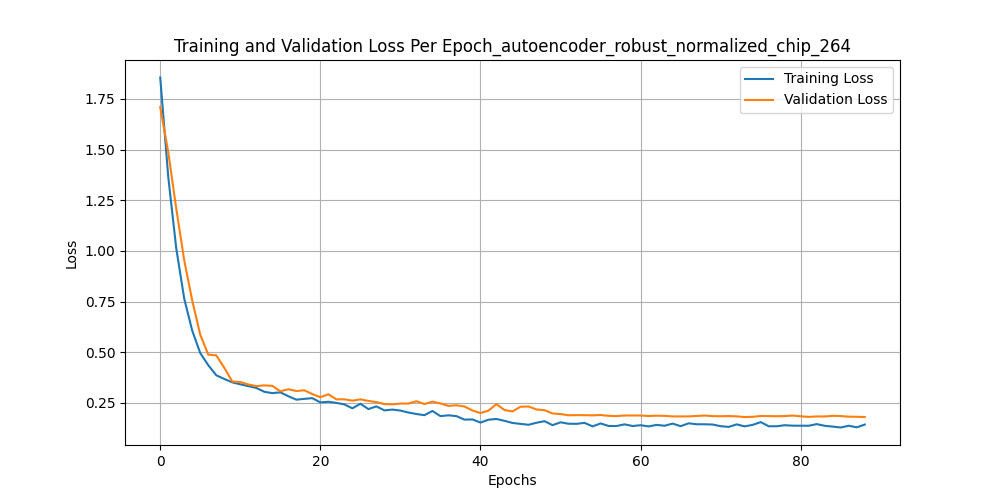 Training and Validation Loss Per Epoch_autoencoder_robust_normalized_chip_264
Training Loss
Validation Loss
1.75
1.50
1.25
1.00
0.75
0.50
0.25
Loss
0 20 40 60 80
Epochs